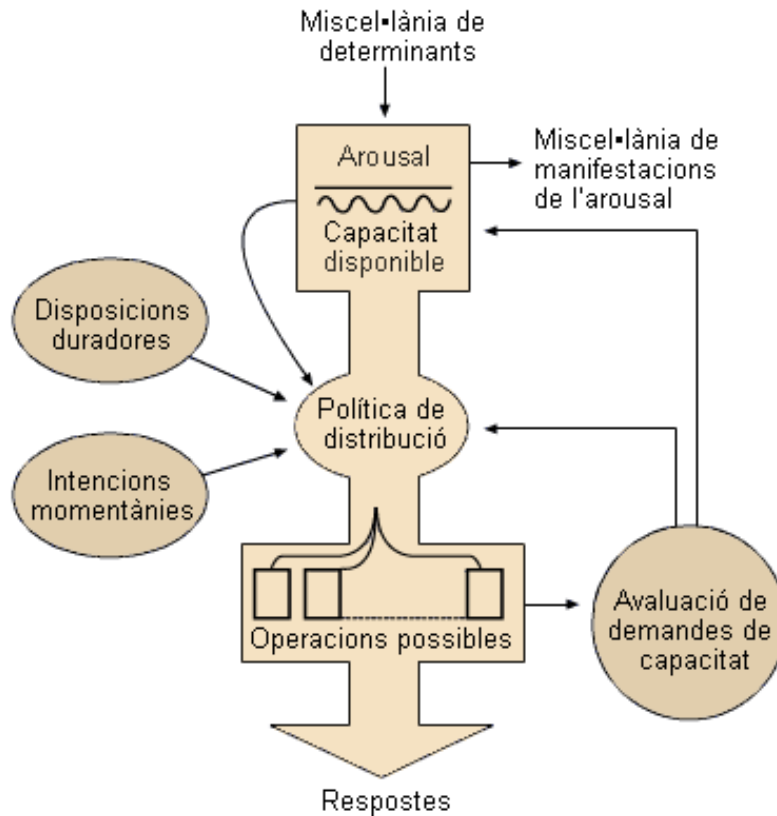 Miscel•lània de
determinants
Arousal
Capacitat
disponible
Miscel•lània de
manifestacions
de l'arousal
Disposicions
duradores
Política de
distribució
Intencions
momentànies
Operacions possibles
Avaluació de
demandes de
capacitat
Respostes